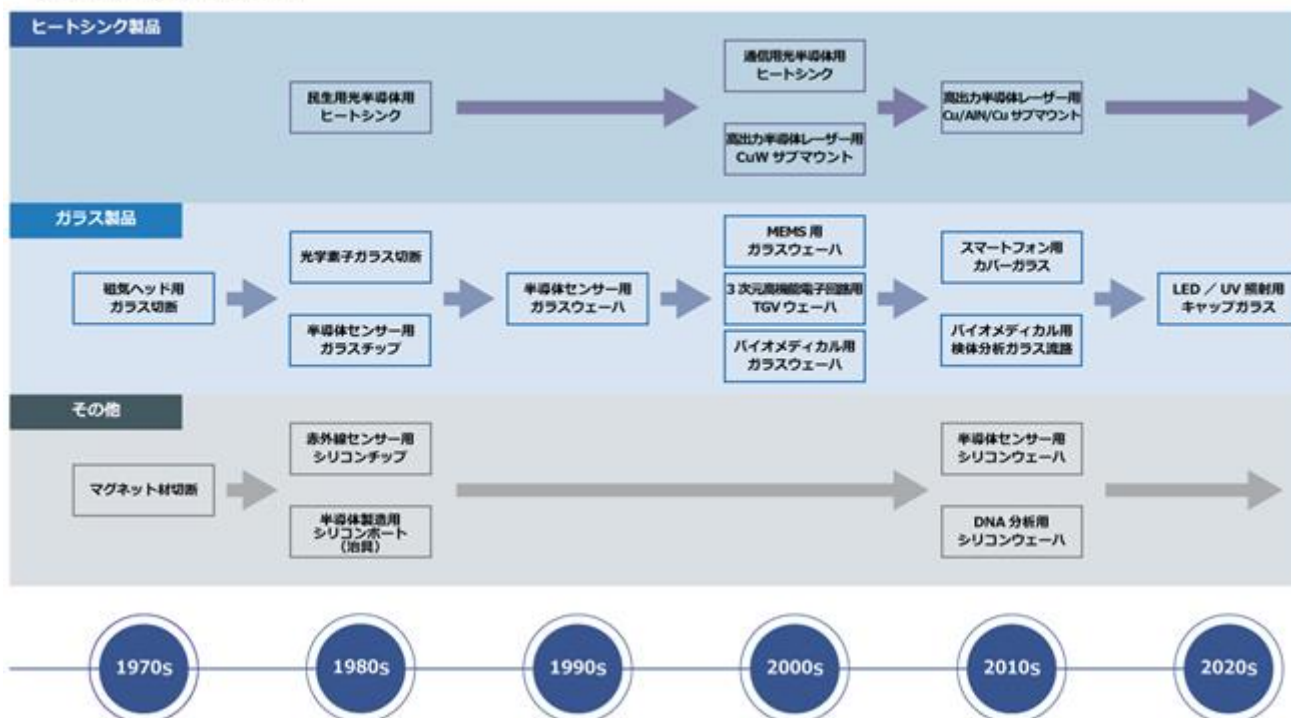 ヒートシンク製品
民生用光半導体用
ヒートシンク
通信用光半導体用
ヒートシンク
高出力半導体レーザー用
CuW サブマウント
高出力半導体レーザー用
Cu/AlN/Cu サブマウント
ガラス製品
磁気ヘッド用
ガラス切断
光学素子ガラス切断
半導体センサー用
ガラスチップ
半導体センサー用
ガラスウェーハ
MEMS 用
ガラスウェーハ
3 次元高機能電子回路用
TGV ウェーハ
バイオメディカル用
ガラスウェーハ
スマートフォン用
カバーガラス
バイオメディカル用
検体分析ガラス流路
LED ／ UV 照射用
キャップガラス
その他
マグネット材切断
赤外線センサー用
シリコンチップ
半導体製造用
シリコンボート
（治具）
半導体センサー用
シリコンウェーハ
DNA 分析用
シリコンウェーハ
1970s
1980s
1990s
2000s
2010s
2020s